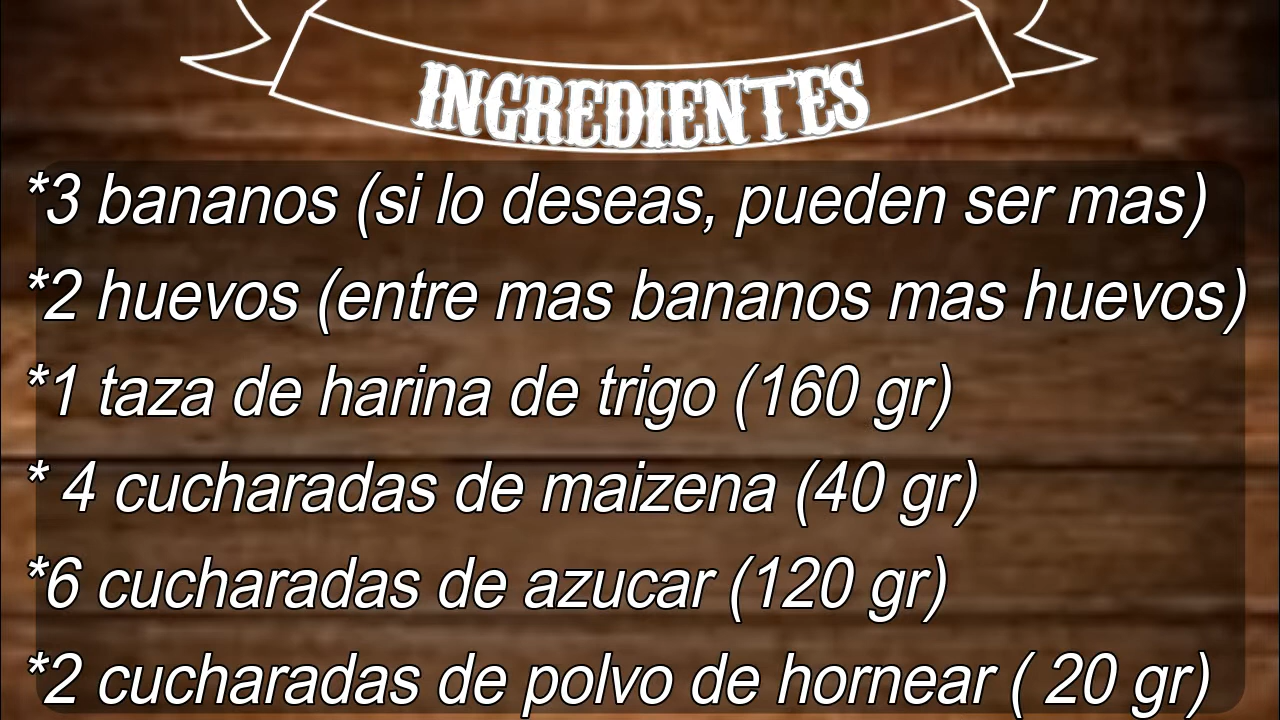 INGREDIENTES
*3 bananos (si lo deseas, pueden ser mas)
*2 huevos (entre mas bananos mas huevos)
*1 taza de harina de trigo (160 gr)
* 4 cucharadas de maizena (40 gr)
*6 cucharadas de azucar (120 gr)
*2 cucharadas de polvo de hornear ( 20 gr)